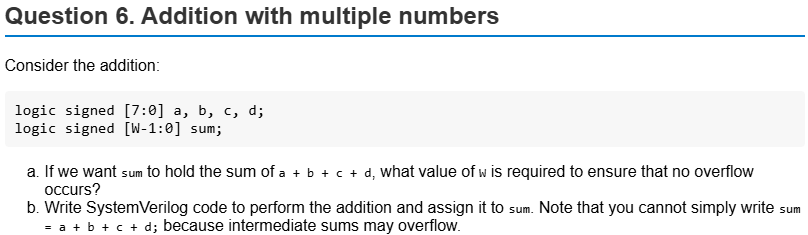 Question 6. Addition with multiple numbers
Consider the addition:
logic signed [7:0] a, b, c, d;
logic signed [W-1:0] sum;
a. If we want sum to hold the sum of a + b + c + d, what value of W is required to ensure that no overflow
occurs?
b. Write SystemVerilog code to perform the addition and assign it to sum. Note that you cannot simply write sum
= a + b + c + d; because intermediate sums may overflow.